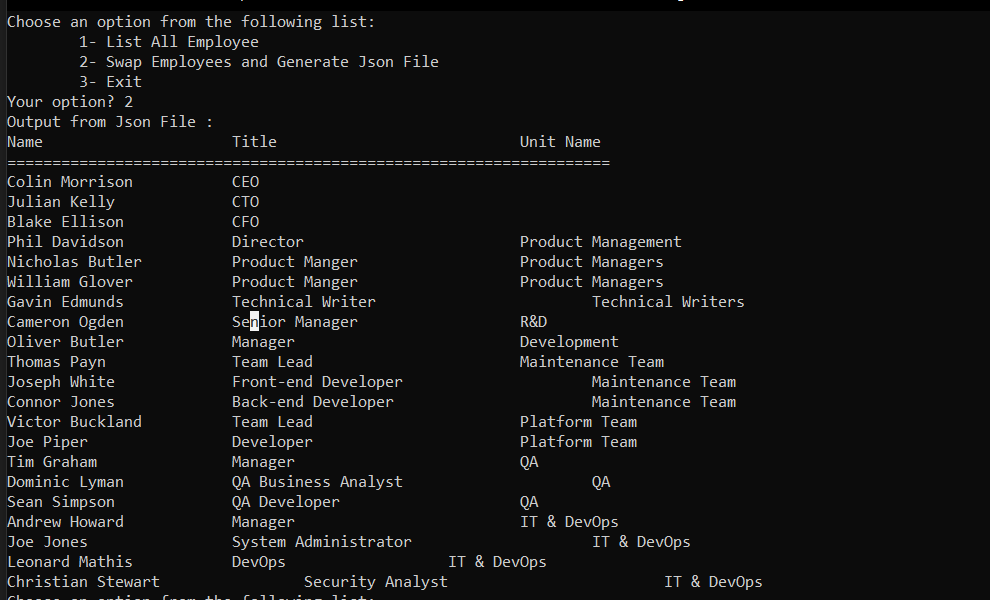 Choose an option from the following list:
1- List All Employee
2- Swap Employees and Generate Json File
3- Exit
Your option? 2
Output from Json File :
Name Title Unit Name
===================================================================
Colin Morrison CEO
Julian Kelly CTO
Blake Ellison CFO
Phil Davidson Director Product Management
Nicholas Butler Product Manger Product Managers
William Glover Product Manger Product Managers
Gavin Edmunds Technical Writer Technical Writers
Cameron Ogden Senior Manager R&D
Oliver Butler Manager Development
Thomas Payn Team Lead Maintenance Team
Joseph White Front-end Developer Maintenance Team
Connor Jones Back-end Developer Maintenance Team
Victor Buckland Team Lead Platform Team
Joe Piper Developer Platform Team
Tim Graham Manager QA
Dominic Lyman QA Business Analyst QA
Sean Simpson QA Developer QA
Andrew Howard Manager IT & DevOps
Joe Jones System Administrator IT & DevOps
Leonard Mathis DevOps IT & DevOps
Christian Stewart Security Analyst IT & DevOps
Choose an option from the following list: